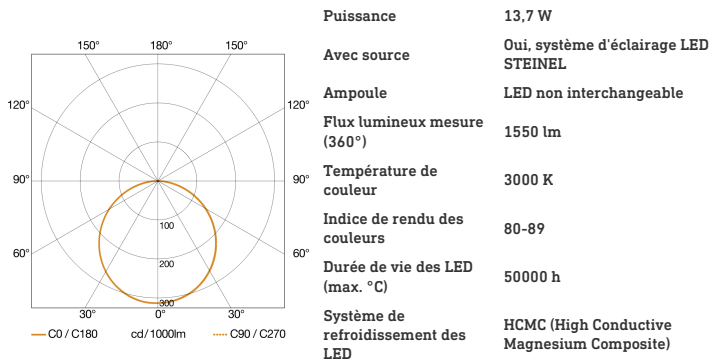 150° 180° 150°
120° 120°
90° 90°
60° 60°
100
200
300
30° 0° 30°
C0 / C180 cd/1000lm C90 / C270
Puissance 13,7 W
Avec source Oui, système d'éclairage LED
STEINEL
Ampoule LED non interchangeable
Flux lumineux mesure
(360°) 1550 lm
Température de
couleur 3000 K
Indice de rendu des
couleurs 80-89
Durée de vie des LED
(max. °C) 50000 h
Système de
refroidissement des
LED
HCMC (High Conductive
Magnesium Composite)